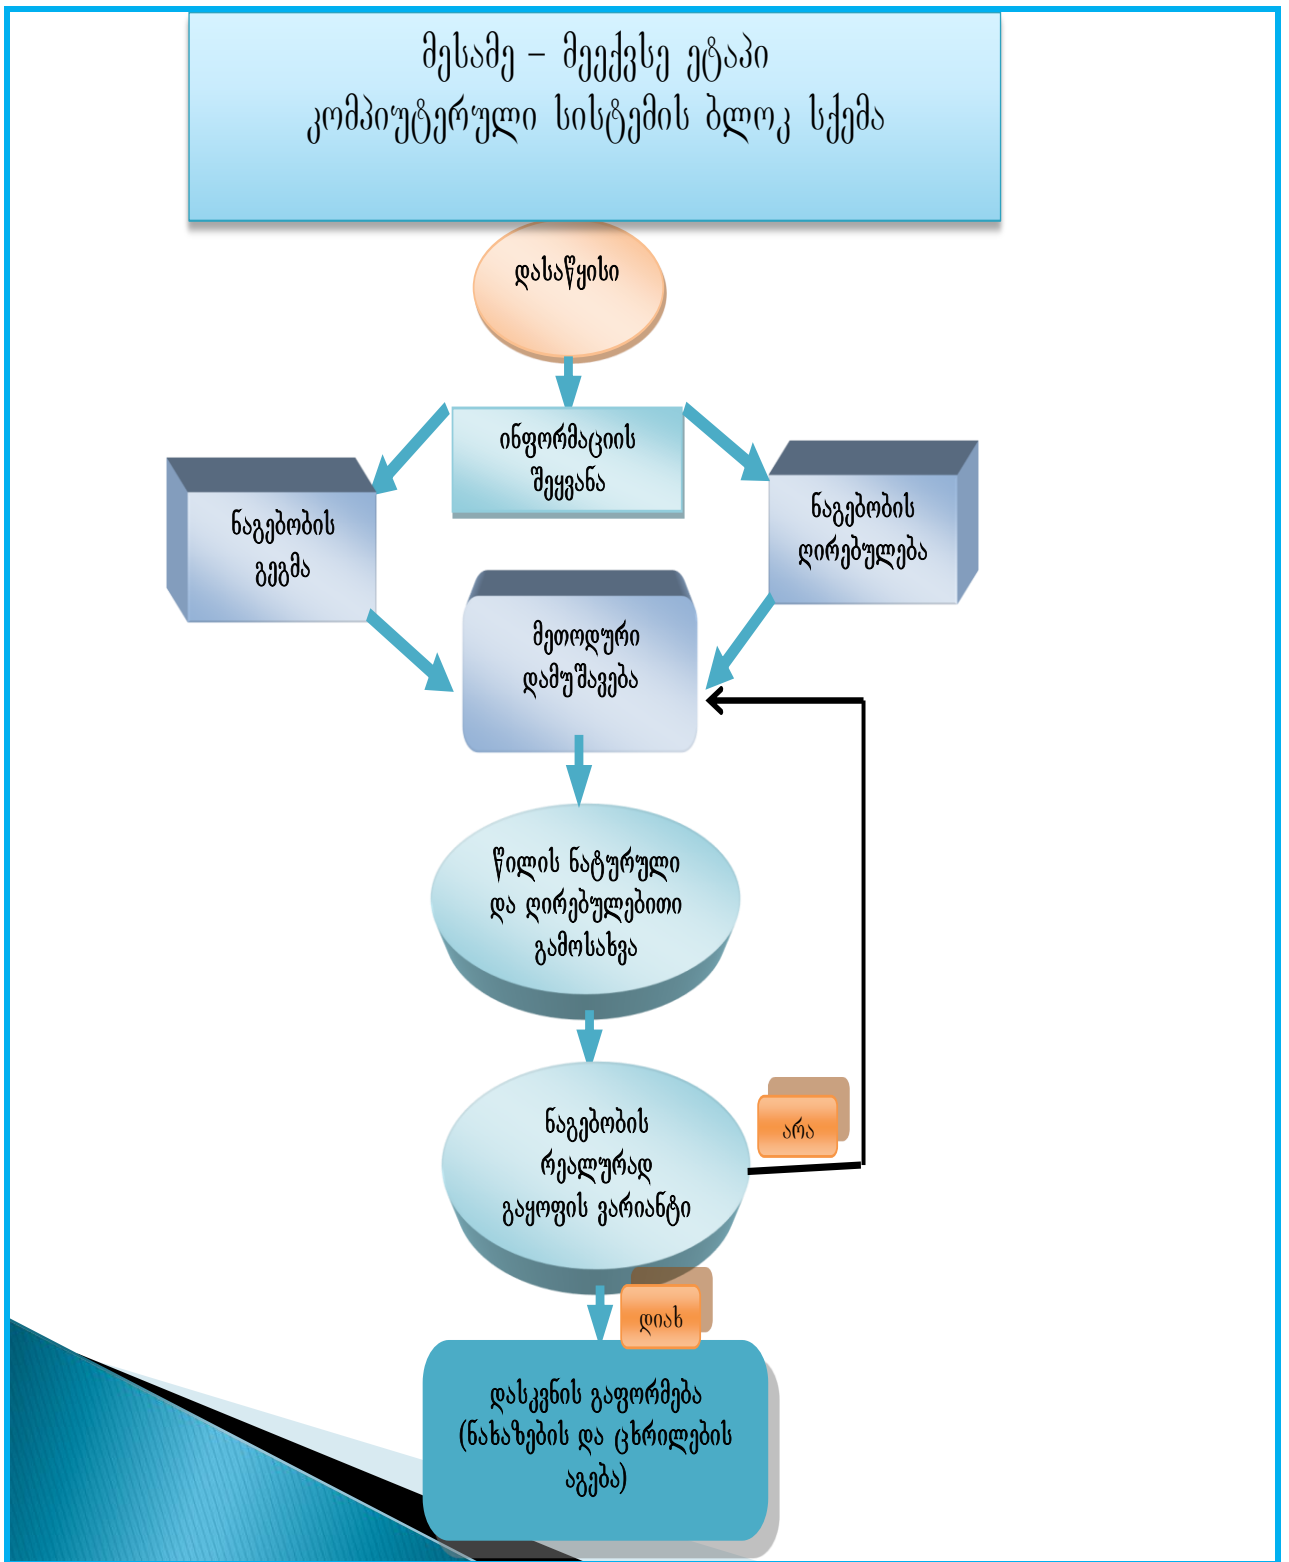 მესამე – მეექვსე ეტაპი
კომპიუტერული სისტემის ბლოკ სქემა
დასაწყისი
ინფორმაციის
შეყვანა
ნაგებობის
გეგმა
ნაგებობის
ღირებულება
მეთოდური
დამუშავება
წილის ნატურული
და ღირებულებითი
გამოსახვა
ნაგებობის
რეალურად
გაყოფის ვარიანტი
არა
დიახ
დასკვნის გაფორმება
(ნახაზების და ცხრილების
აგება)